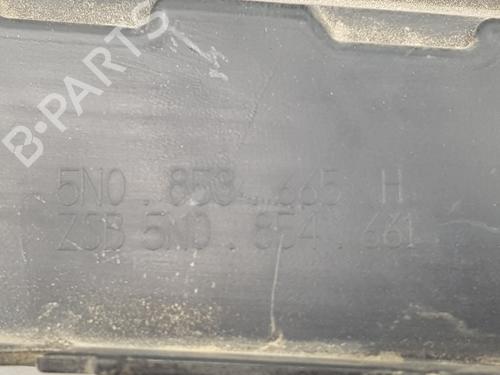 B-PARTS
5N0 . 853 . 665 H
ZSB 5N0 . 854 . 661